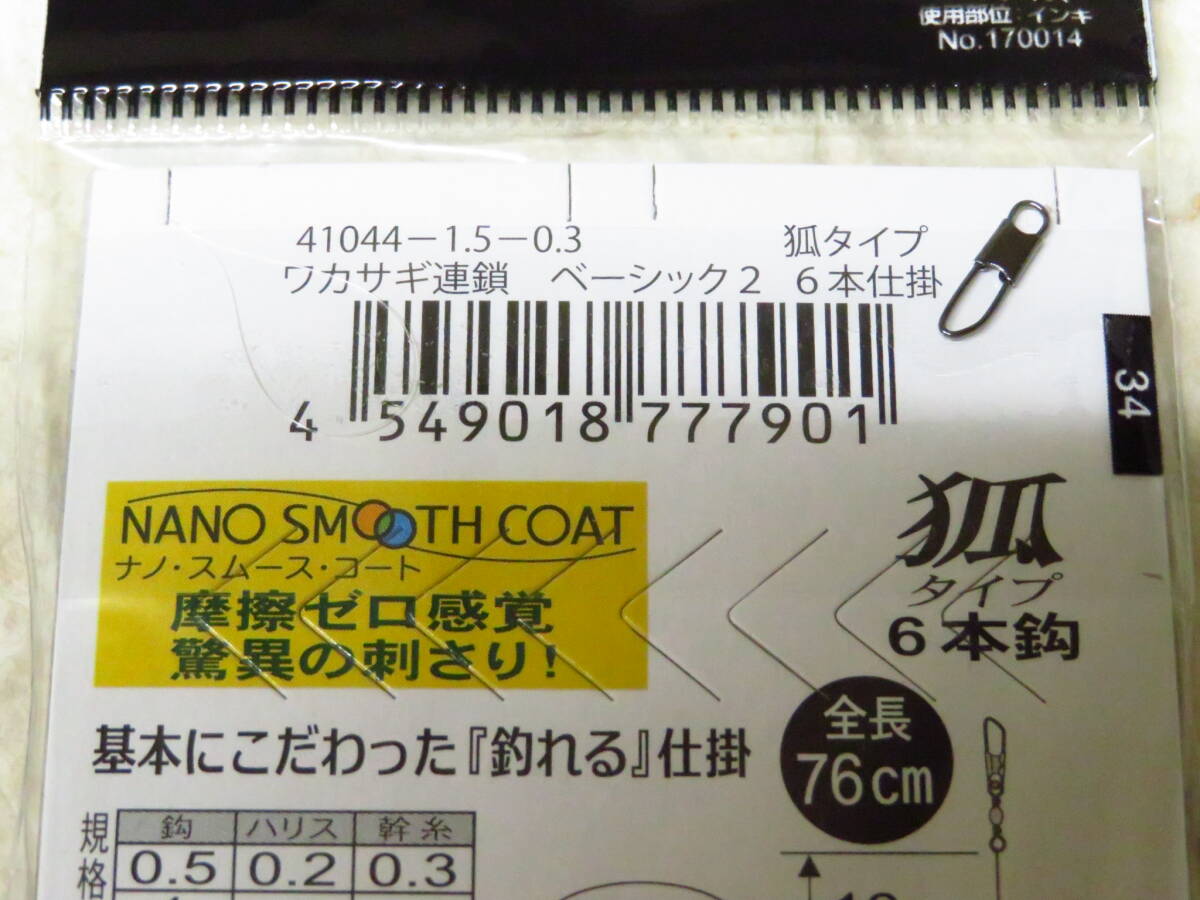 使用部位:インキ
No.170014
41044-1.5-0.3 狐タイプ
ワカサギ連鎖 ベーシック2 6本仕掛
4 549018 777901
34
NANO SMOOTH COAT
ナノ・スムース・コート
摩擦ゼロ感覚
驚異の刺さり!
狐
タイプ
6本鈎
基本にこだわった『釣れる』仕掛
全長
76cm
規格
鈎 ハリス 幹糸
0.5 0.2 0.3